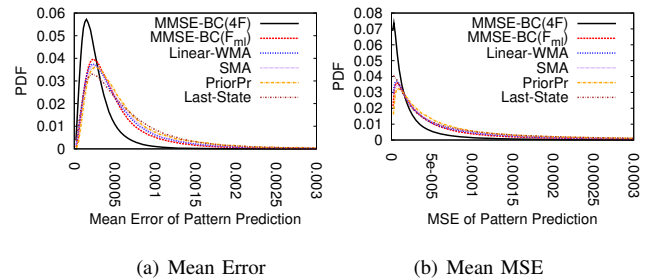 MMSE-BC(4F)
MMSE-BC(Fml)
Linear-WMA
SMA
PriorPr
Last-State
PDF
0.06
0.05
0.04
0.03
0.02
0.01
0
0
0.0005
0.001
0.0015
0.002
0.0025
0.003
Mean Error of Pattern Prediction
(a) Mean Error
MMSE-BC(4F)
MMSE-BC(Fml)
Linear-WMA
SMA
PriorPr
Last-State
PDF
0.08
0.07
0.06
0.05
0.04
0.03
0.02
0.01
0
0
5e-005
0.0001
0.00015
0.0002
0.00025
0.0003
MSE of Pattern Prediction
(b) Mean MSE